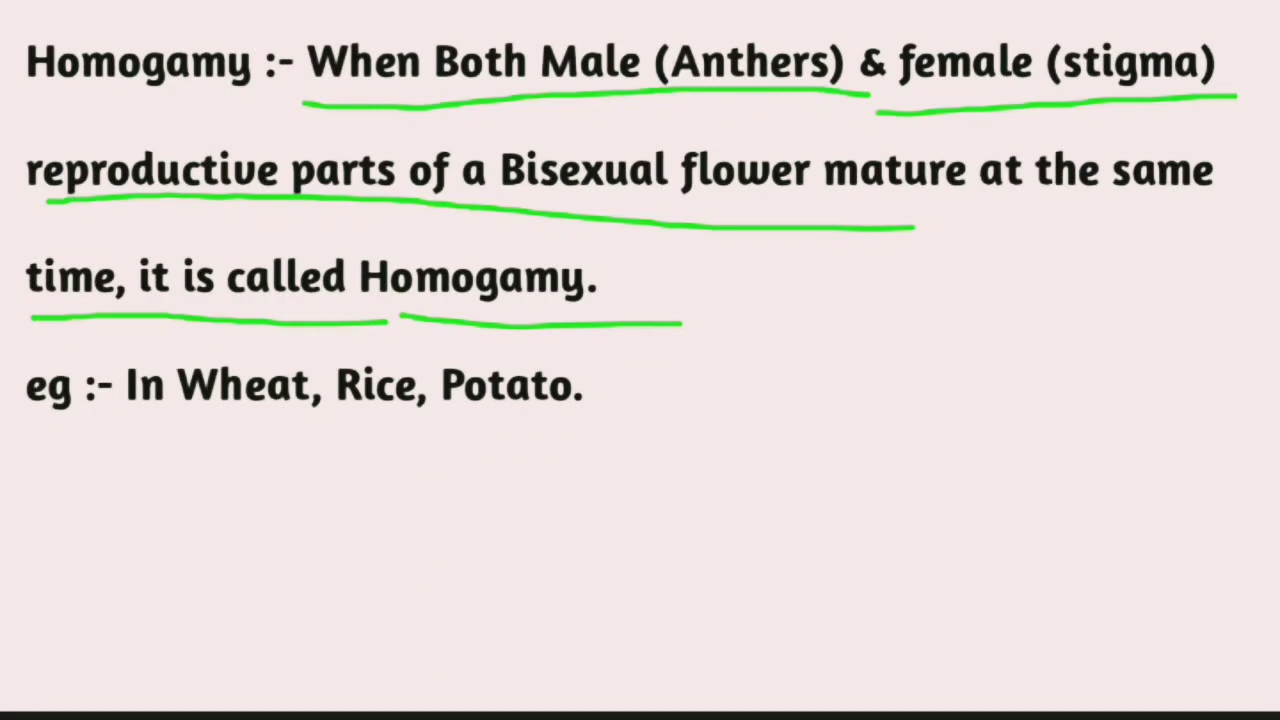 Homogamy :- When Both Male (Anthers) & female (stigma)
reproductive parts of a Bisexual flower mature at the same
time, it is called Homogamy.
eg :- In Wheat, Rice, Potato.